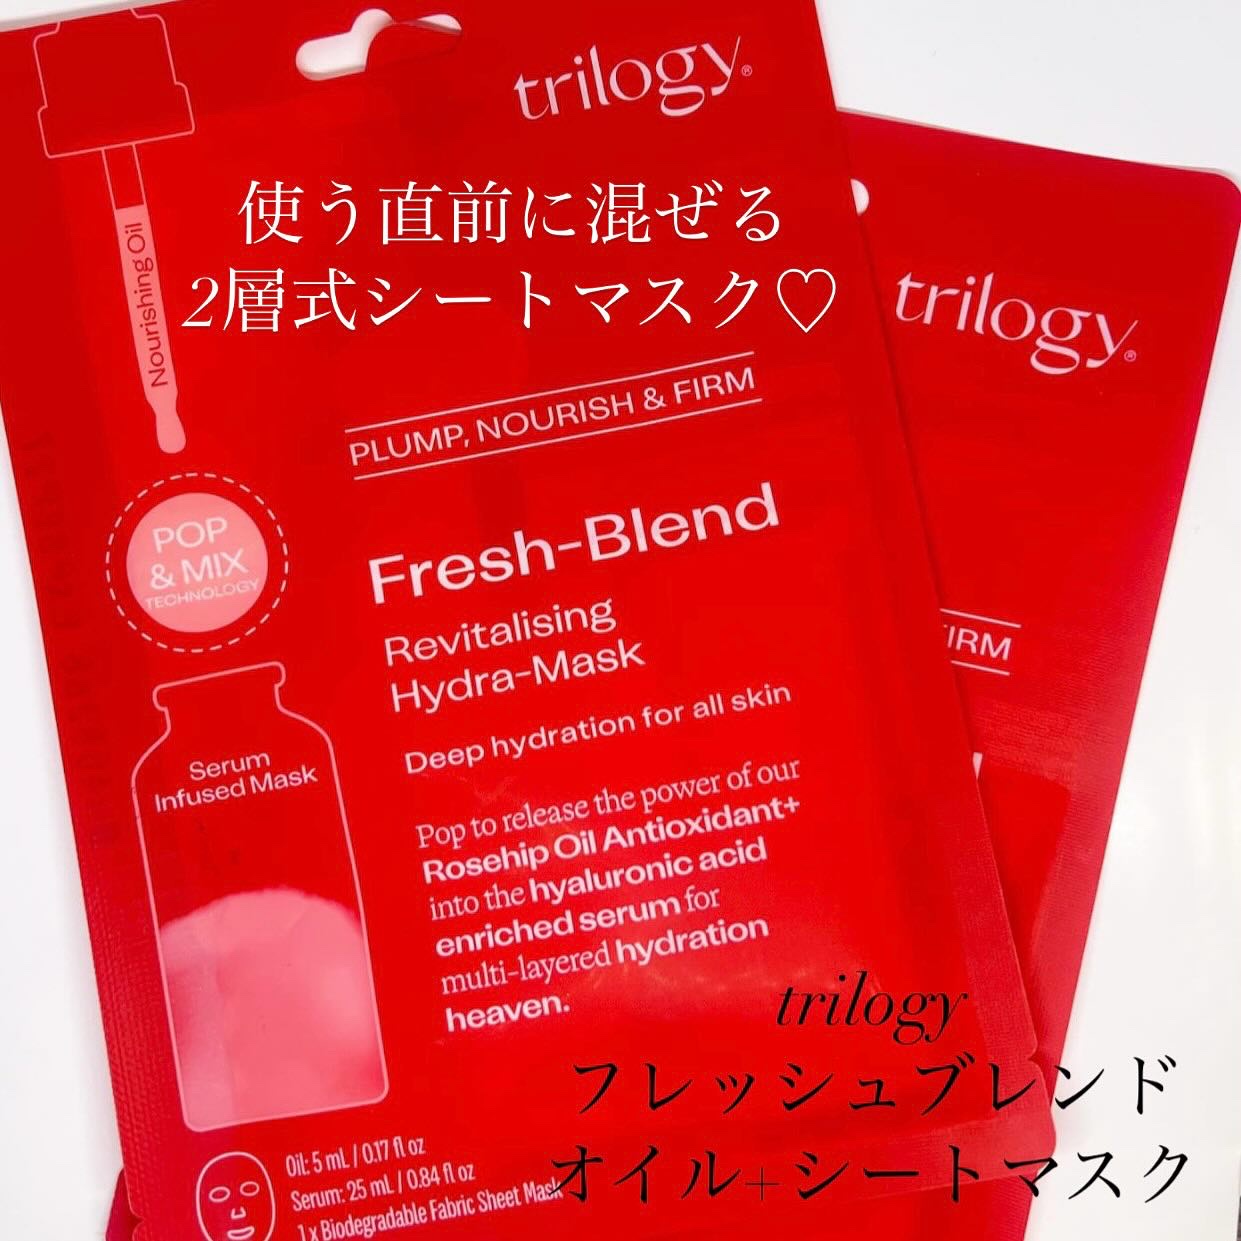 trilogy®
使う直前に混ぜる
2層式シートマスク♡
Nourishing Oil
PLUMP, NOURISH & FIRM
POP
& MIX
TECHNOLOGY
Fresh-Blend
Revitalising
Hydra-Mask
Deep hydration for all skin
Serum
Infused Mask
Pop to release the power of our
Rosehip Oil Antioxidant+
into the hyaluronic acid
enriched serum for
multi-layered hydration
heaven.
Oil: 5 mL / 0.17 fl oz
Serum: 25 mL / 0.84 fl oz
1 x Biodegradable Fabric Sheet Mask
trilogy®
FIRM
trilogy
フレッシュブレンド
オイル+シートマスク